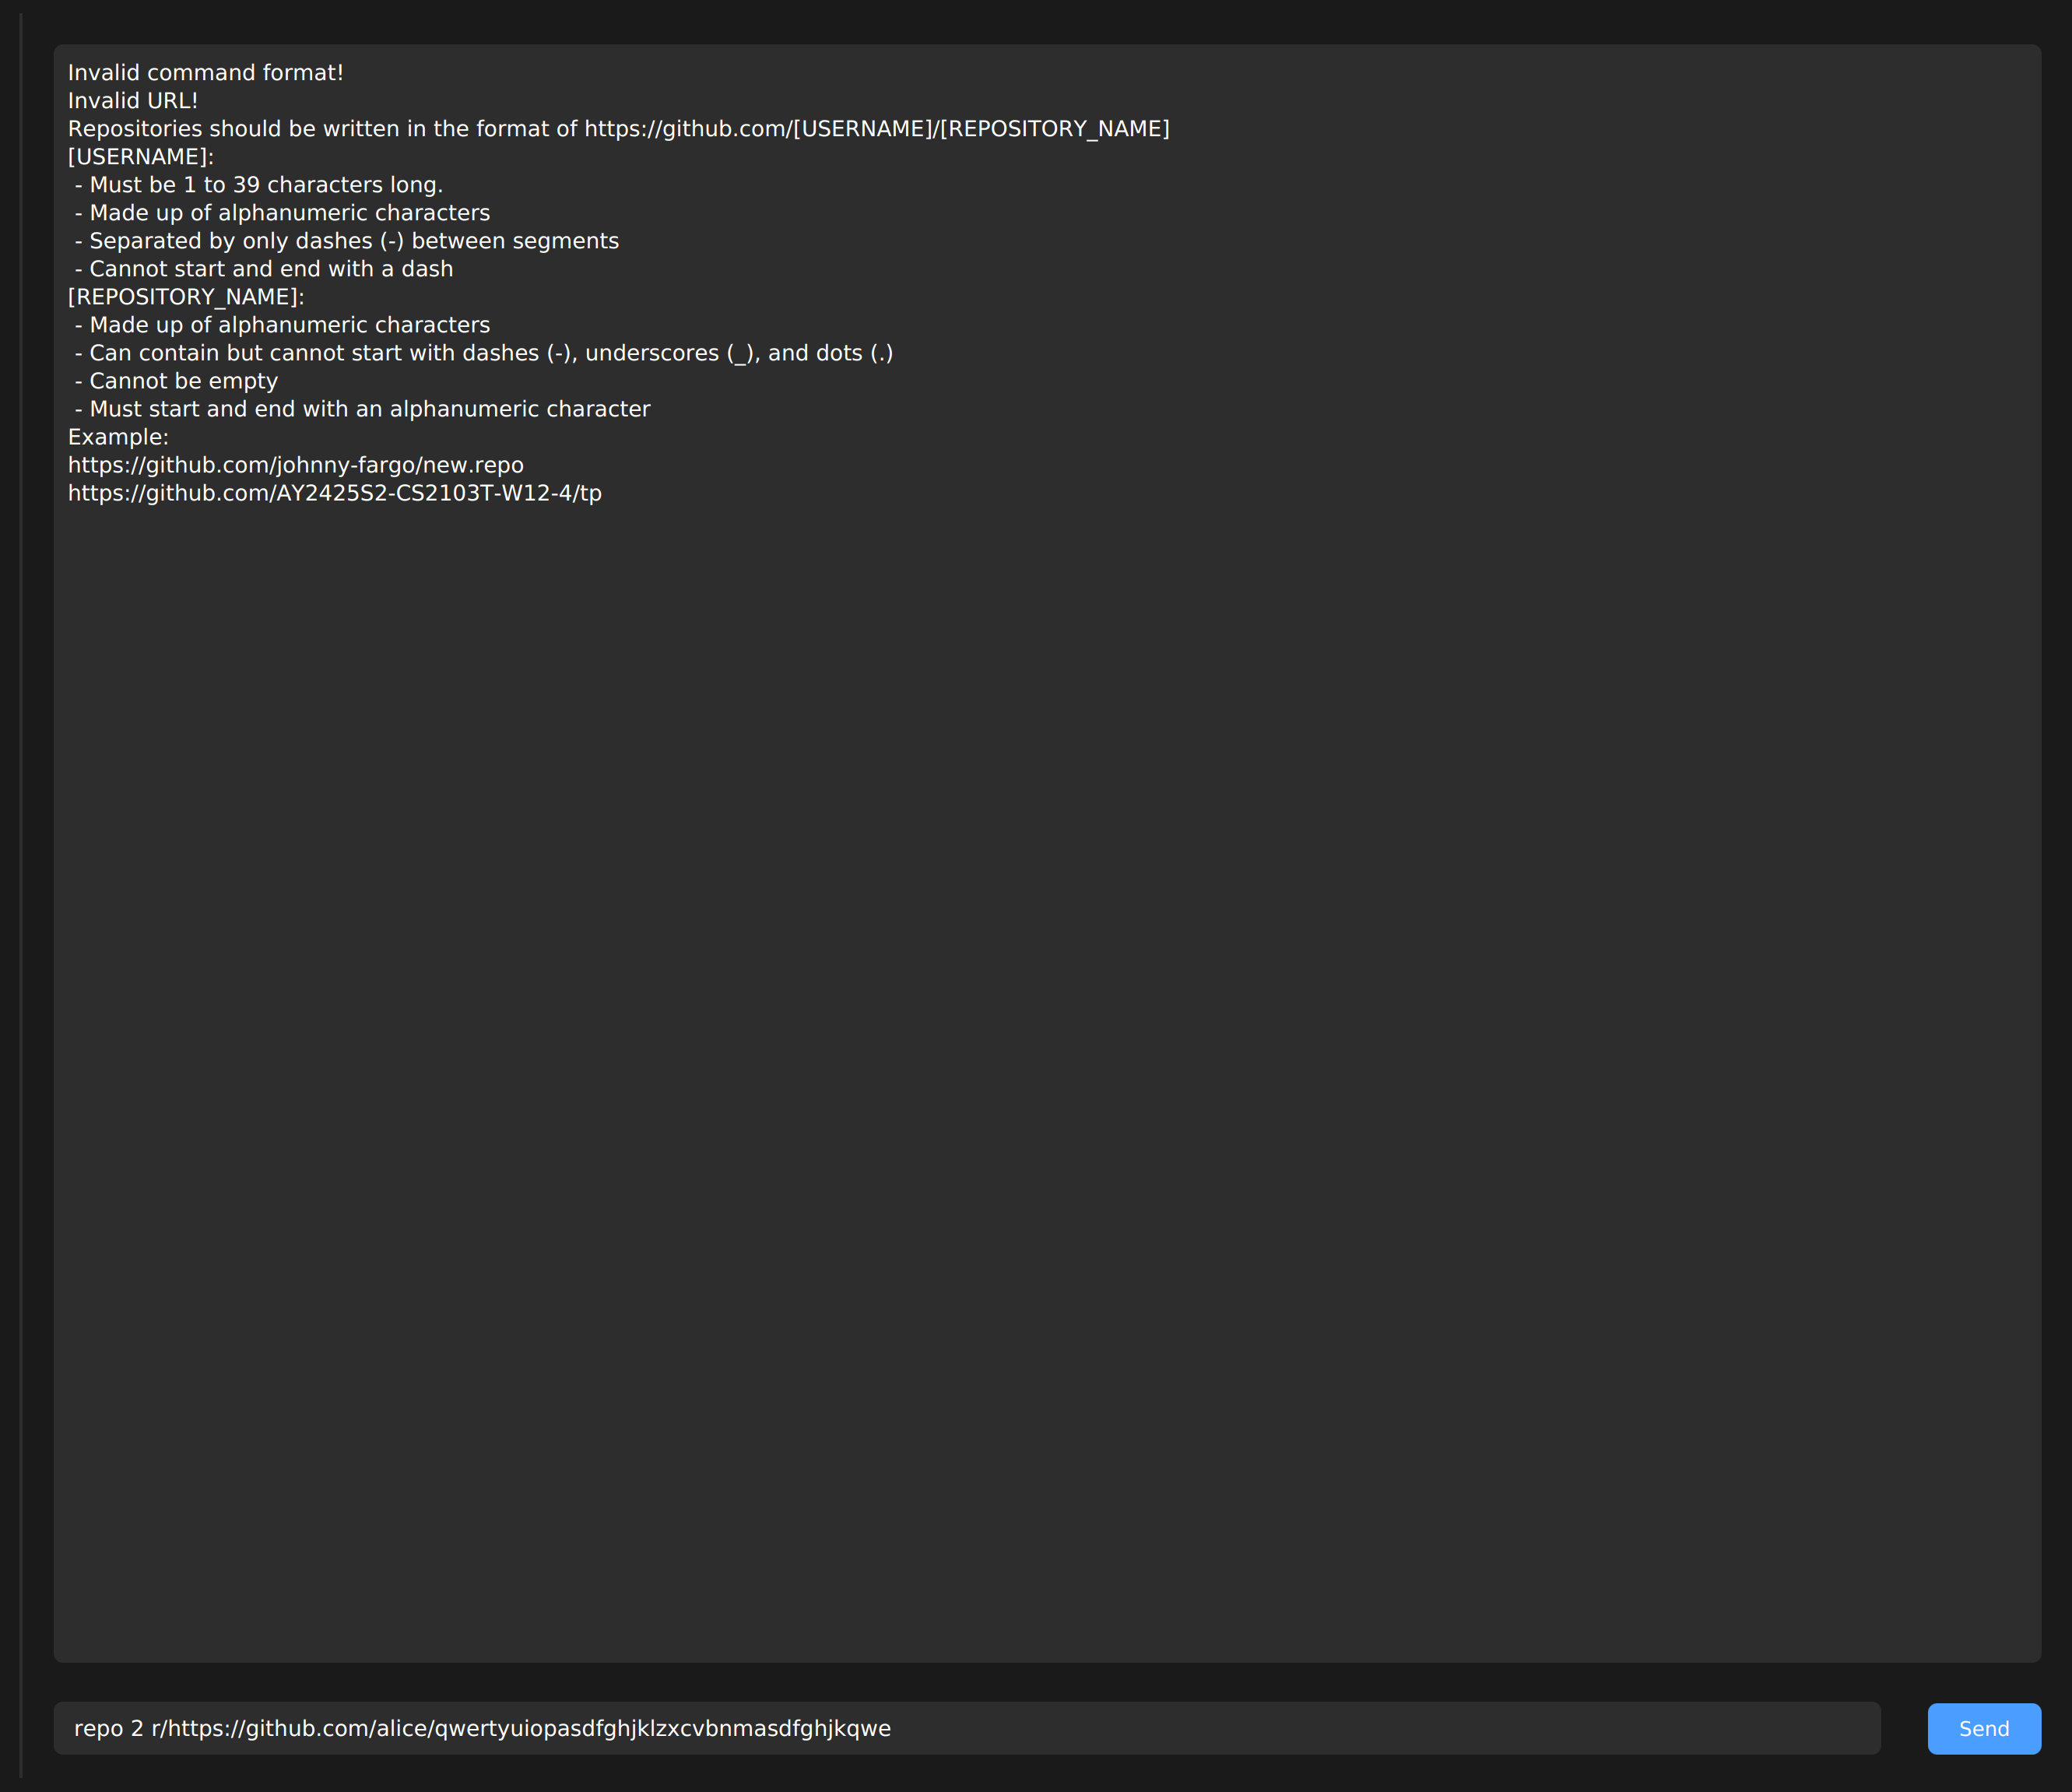 Invalid command format!
Invalid URL!
Repositories should be written in the format of https://github.com/[USERNAME]/[REPOSITORY_NAME]
[USERNAME]:
 - Must be 1 to 39 characters long.
 - Made up of alphanumeric characters
 - Separated by only dashes (-) between segments
 - Cannot start and end with a dash
[REPOSITORY_NAME]:
 - Made up of alphanumeric characters
 - Can contain but cannot start with dashes (-), underscores (_), and dots (.)
 - Cannot be empty
 - Must start and end with an alphanumeric character
Example:
https://github.com/johnny-fargo/new.repo
https://github.com/AY2425S2-CS2103T-W12-4/tp
repo 2 r/https://github.com/alice/qwertyuiopasdfghjklzxcvbnmasdfghjkqwe
Send